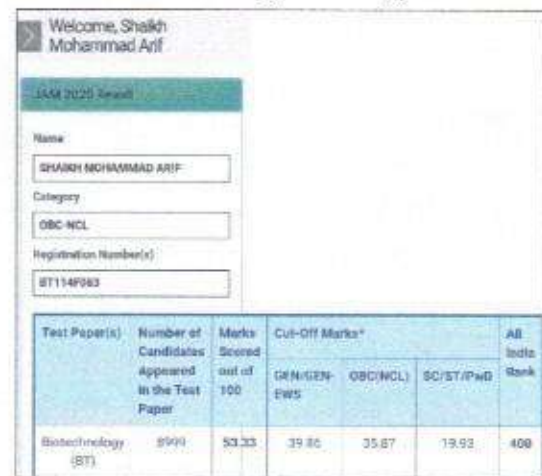 Welcome, Shaikh
Mohammad Arif
JAM 2020 Result
Name
SHAIKH MOHAMMAD ARIF
Category
OBC-NCL
Registration Number(s)
BT114F063
Test Paper(s) Number of Candidates Appeared in the Test Paper Marks Scored out of 100 Cut-Off Marks* All India Rank
GEN/GEN-EWS OBC(NCL) SC/ST/PwD
Biotechnology (BT) 8999 53.33 39.86 35.87 19.93 408